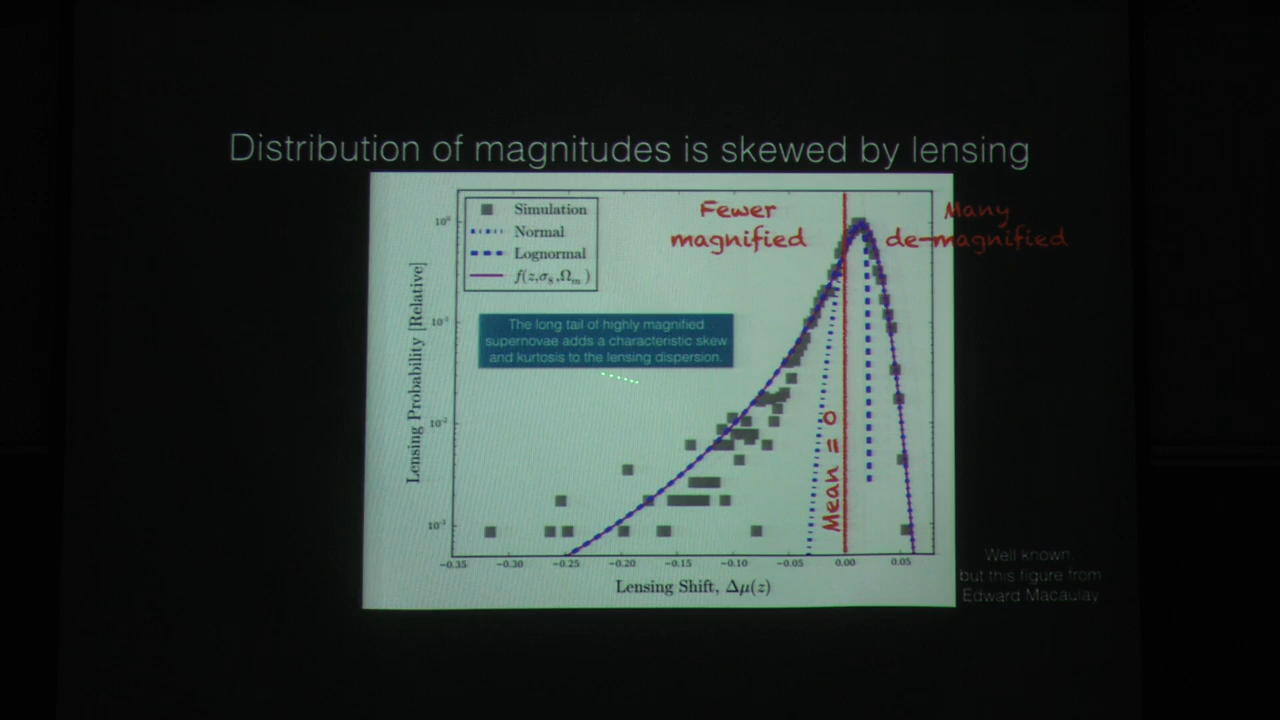 Distribution of magnitudes is skewed by lensing
Simulation
Normal
Lognormal
f(z,σ₈,Ωₘ)
Fewer
magnified
Many
de-magnified
The long tail of highly magnified
supernovae adds a characteristic skew
and kurtosis to the lensing dispersion.
Mean = 0
Lensing Probability [Relative]
10⁰
10⁻¹
10⁻²
10⁻³
−0.35 −0.30 −0.25 −0.20 −0.15 −0.10 −0.05 0.00 0.05
Lensing Shift, Δμ(z)
Well known,
but this figure from
Edward Macaulay